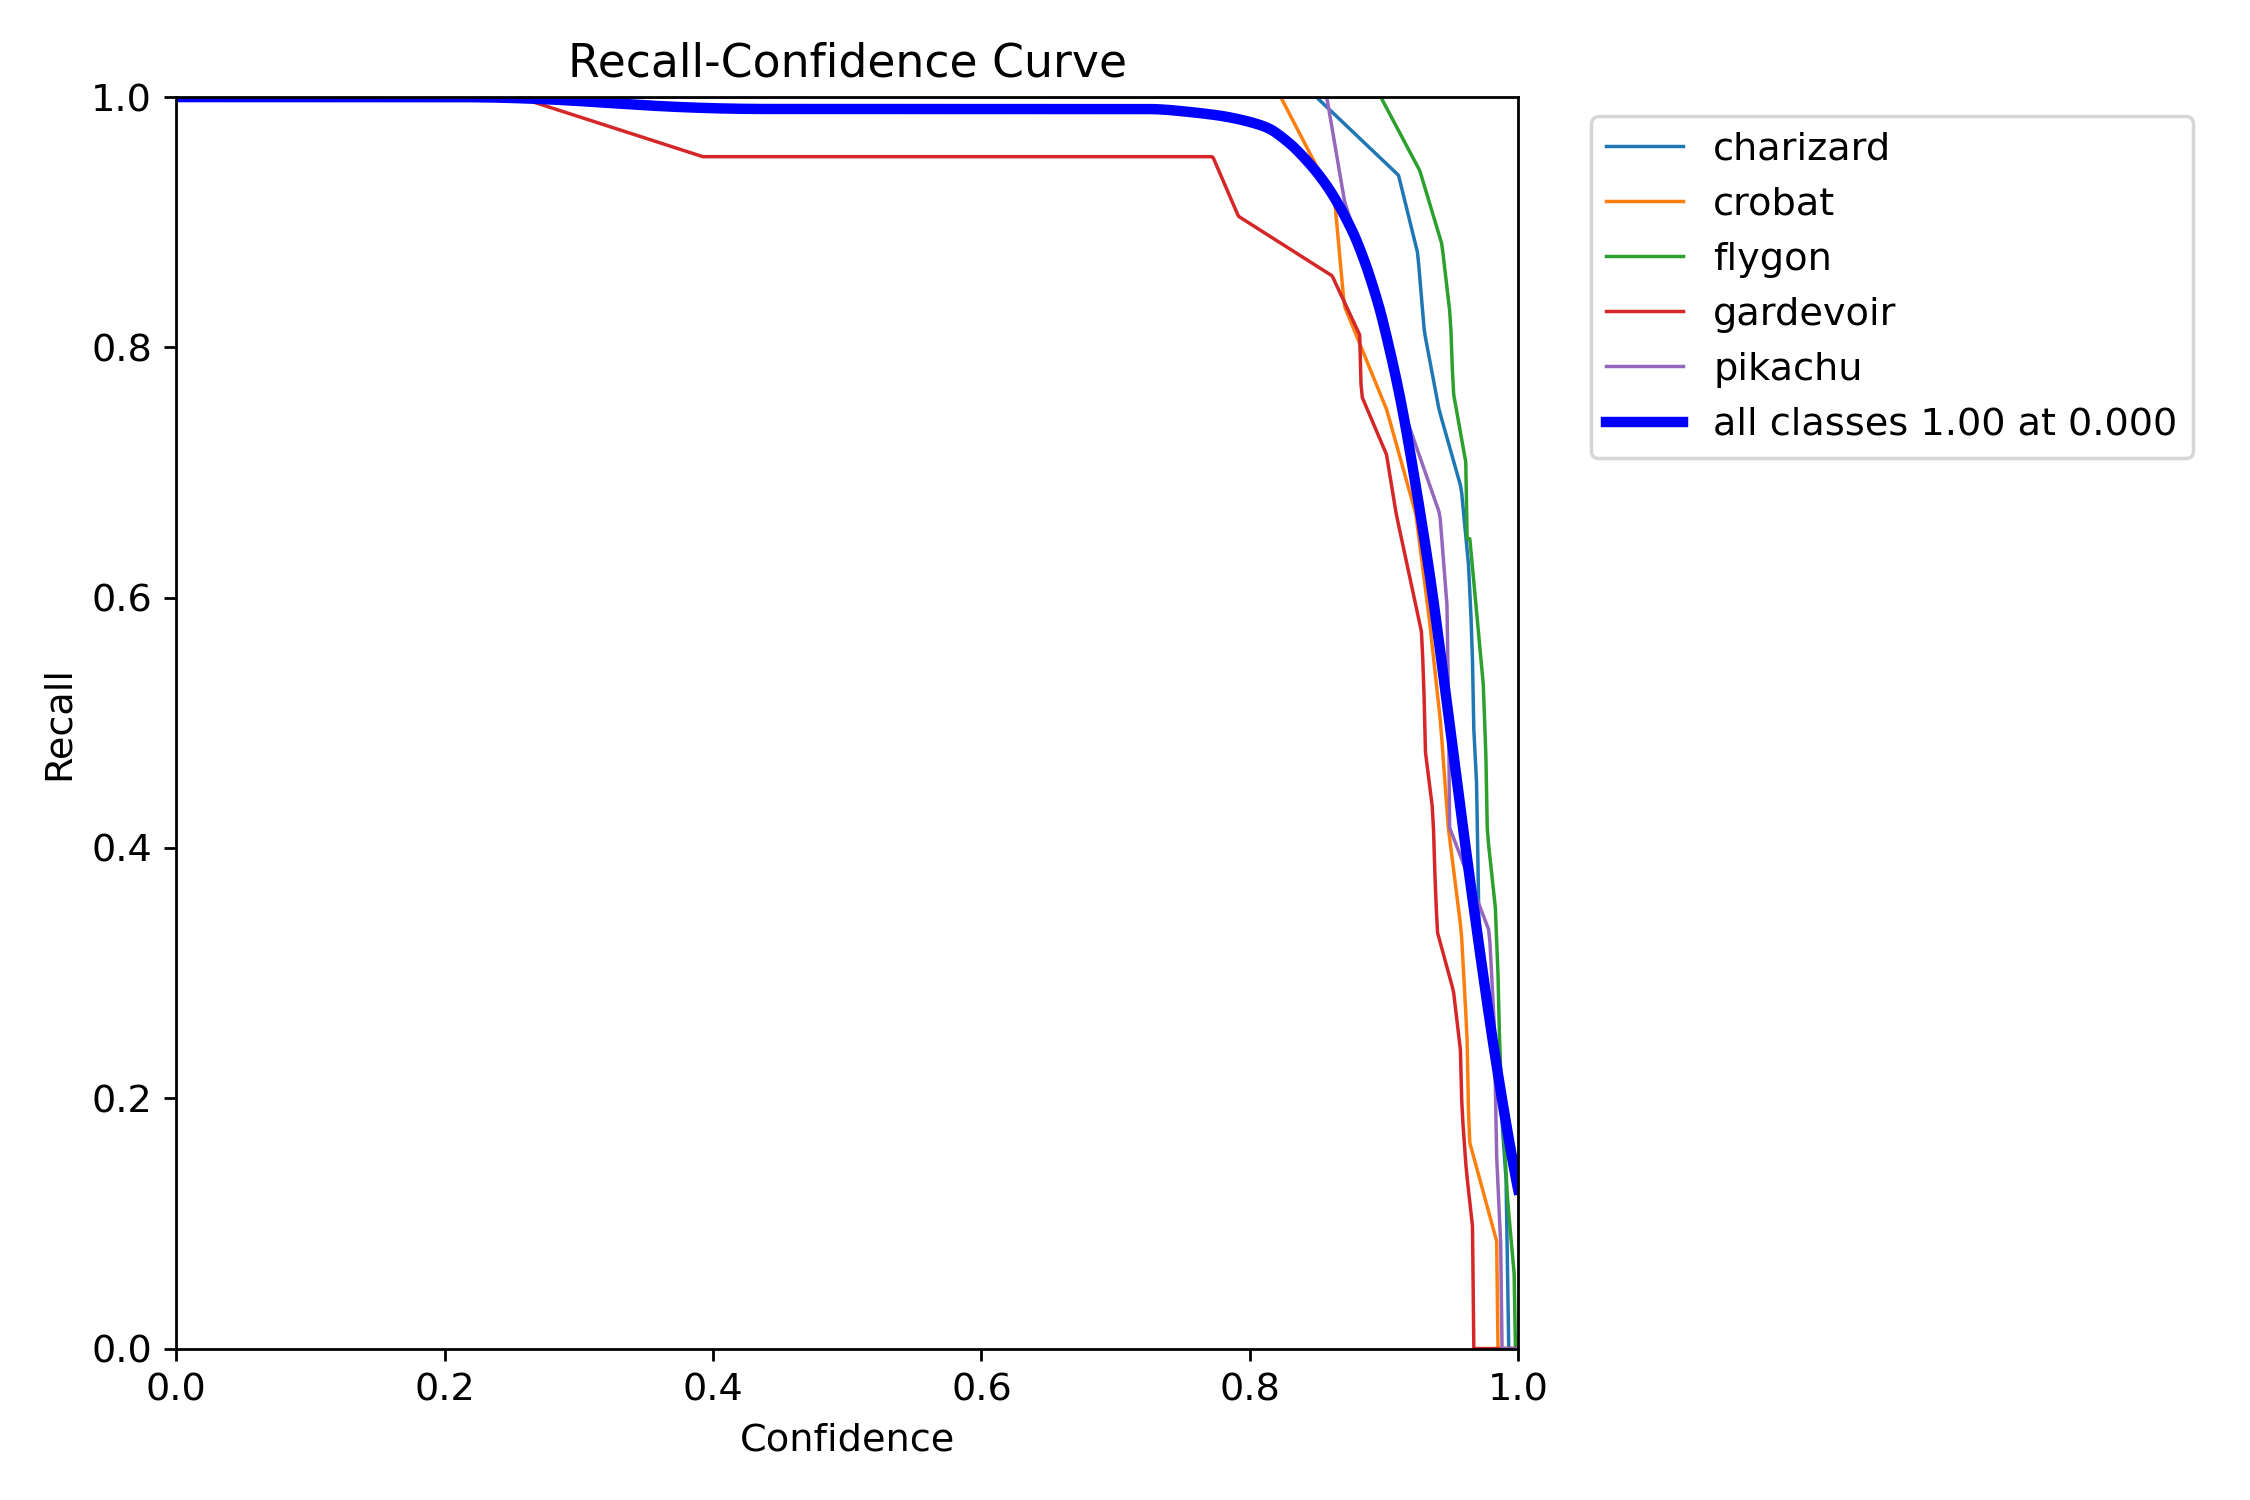 Recall-Confidence Curve
1.0
0.8
0.6
0.4
0.2
0.0
Recall
0.0 0.2 0.4 0.6 0.8 1.0
Confidence
charizard
crobat
flygon
gardevoir
pikachu
all classes 1.00 at 0.000